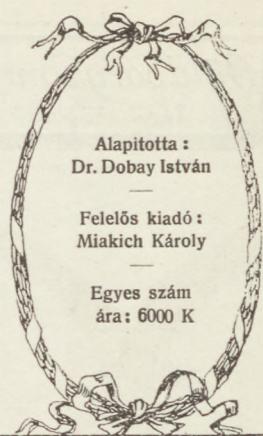 Alapitotta :
Dr. Dobay István
Felelős kiadó :
Miakich Károly
Egyes szám
ára : 6000 K